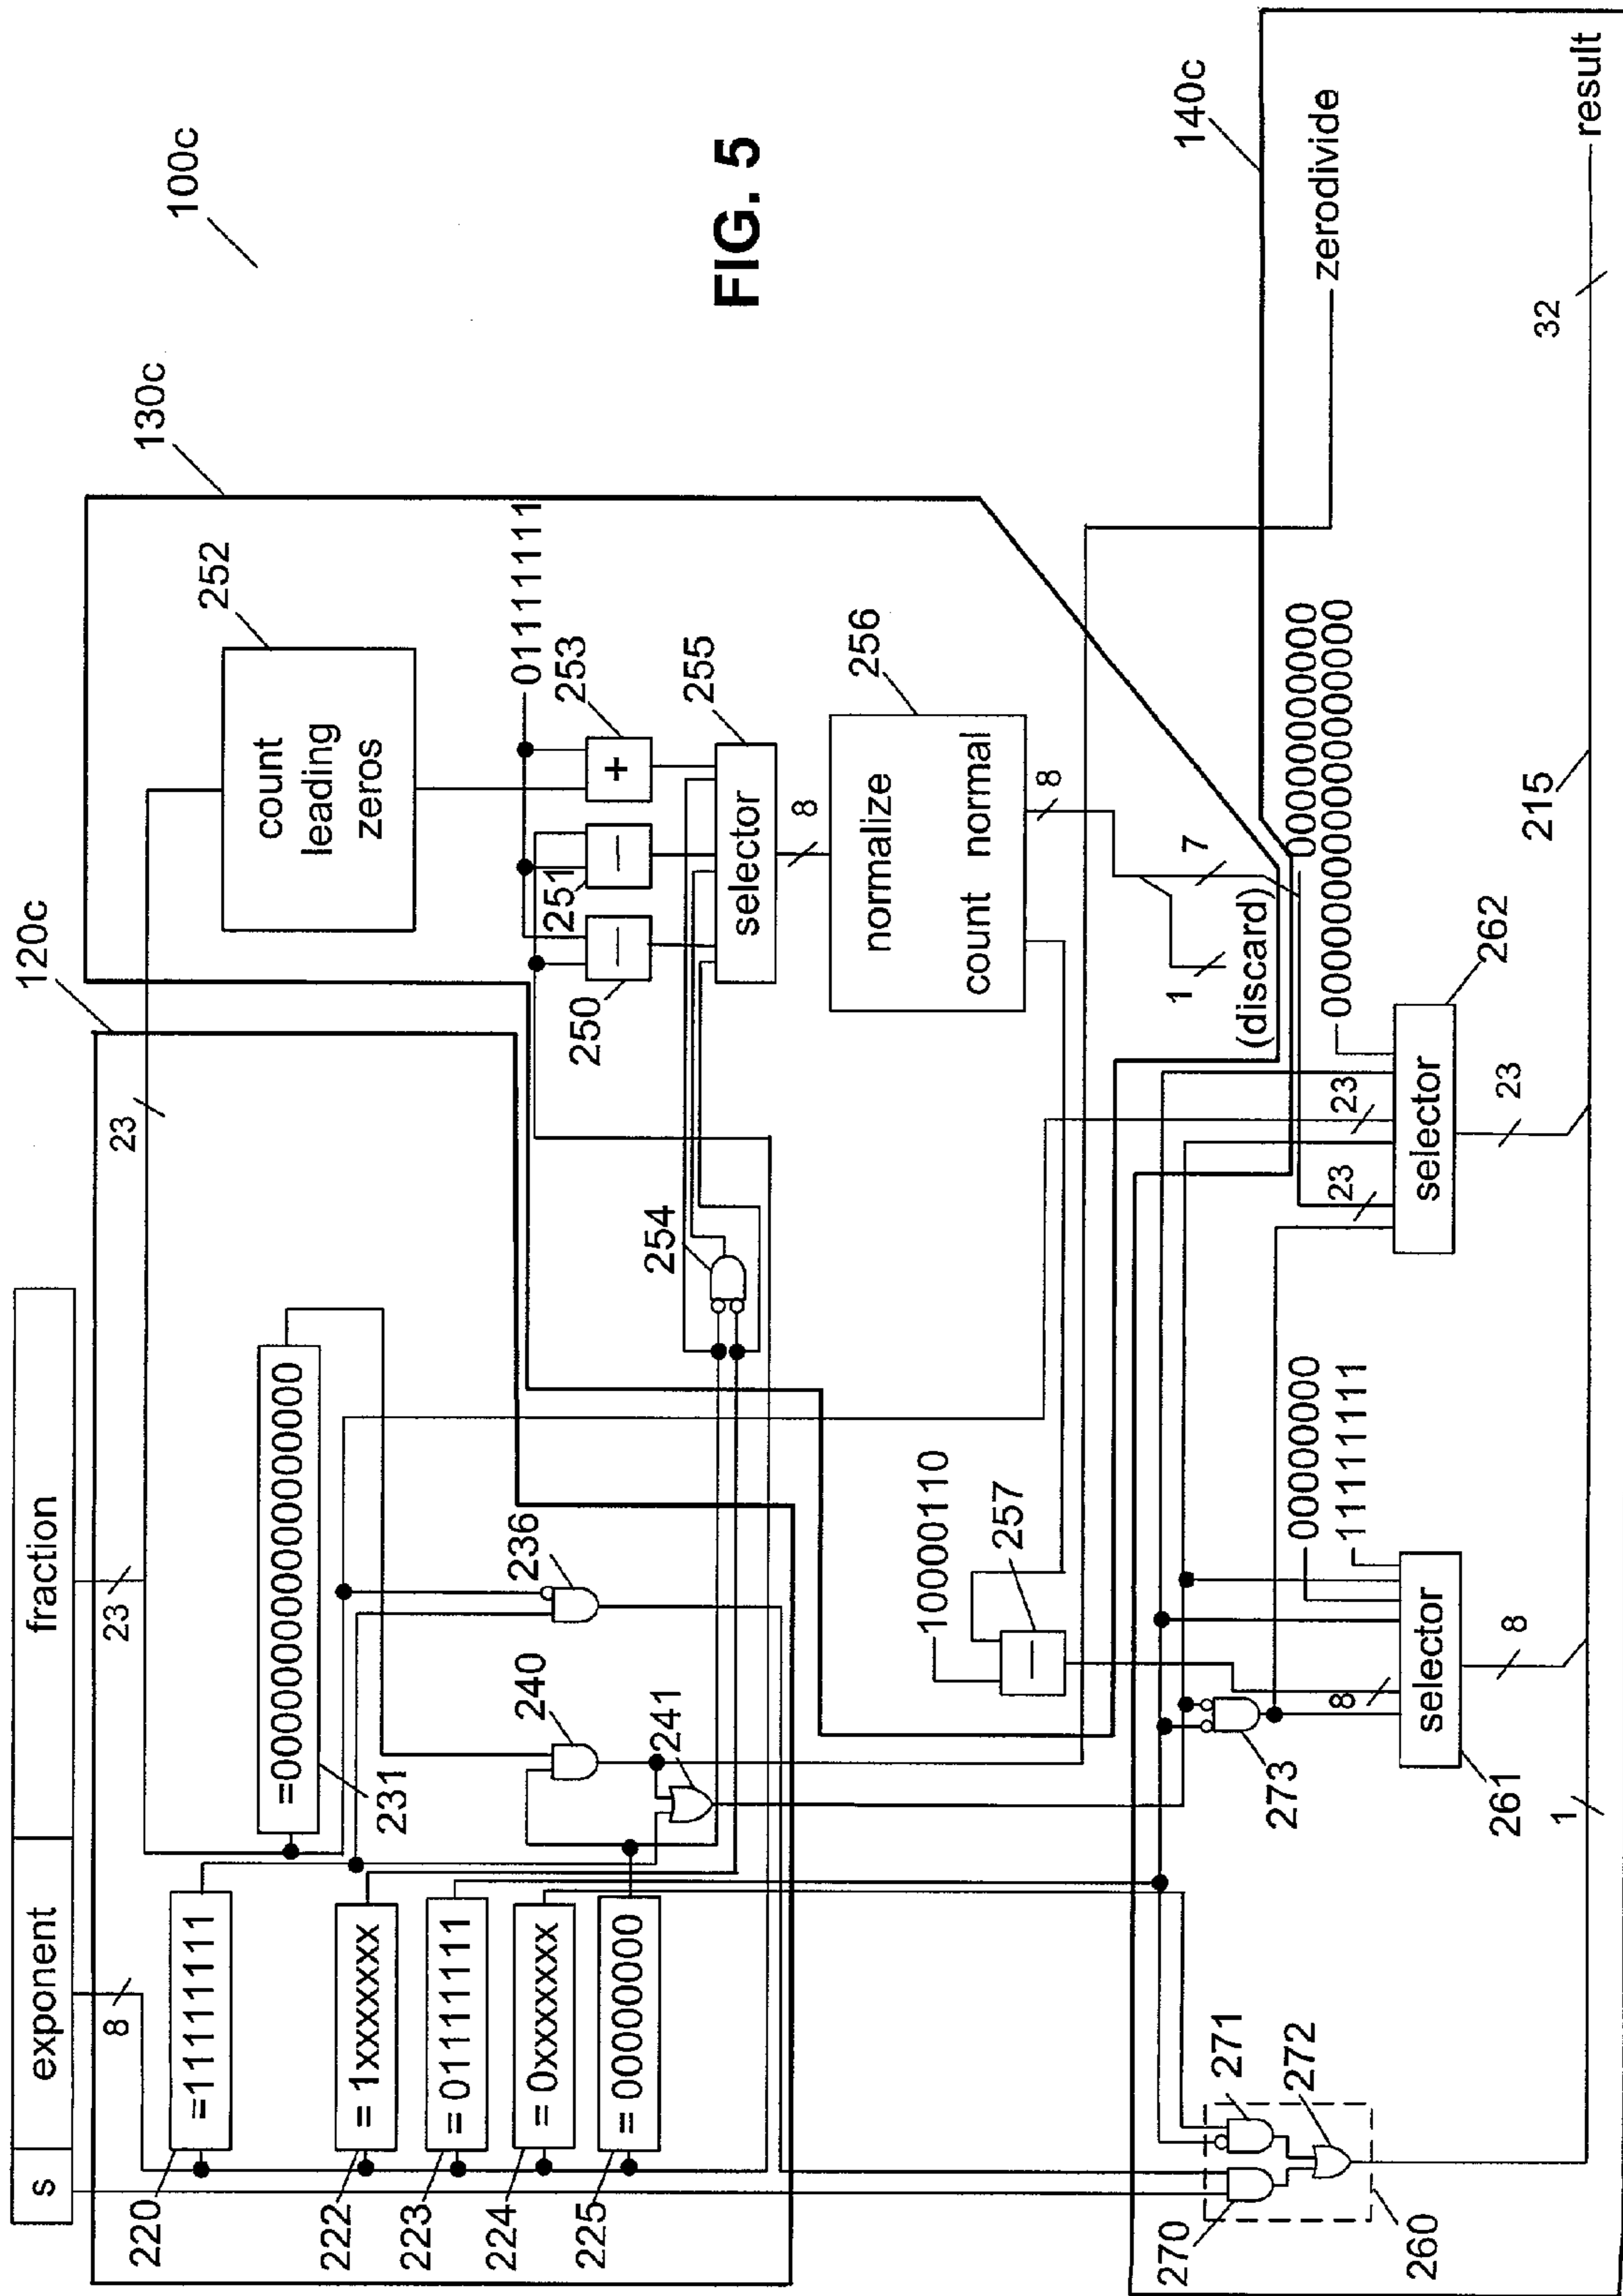 s
exponent
fraction
8
23
23
120c
130c
100c
220
=11111111
=00000000000000000000000
231
count
leading
zeros
252
222
= 1xxxxxxx
223
= 01111111
224
= 0xxxxxxx
225
= 00000000
240
236
241
250
251
01111111
253
254
selector
255
8
normalize
count normal
256
FIG. 5
8
10000110
257
1
7
(discard)
140c
zerodivide
0000000000000000
00000000000000000000000
23
23
00000000
11111111
273
8
270
271
272
260
selector
261
selector
262
8
23
1
215
32
result